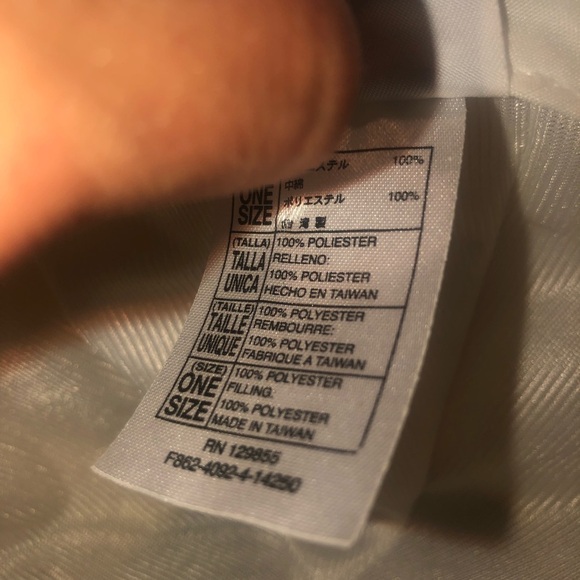 ステル 100%
中綿
ポリエステル 100%
台湾製
ONE
SIZE
(TALLA)
TALLA
UNICA
100% POLIESTER
RELLENO:
100% POLIESTER
HECHO EN TAIWAN
(TAILLE)
TAILLE
UNIQUE
100% POLYESTER
REMBOURRE:
100% POLYESTER
FABRIQUE A TAIWAN
(SIZE)
ONE
SIZE
100% POLYESTER
FILLING:
100% POLYESTER
MADE IN TAIWAN
RN 129855
F862-4092-4-14250